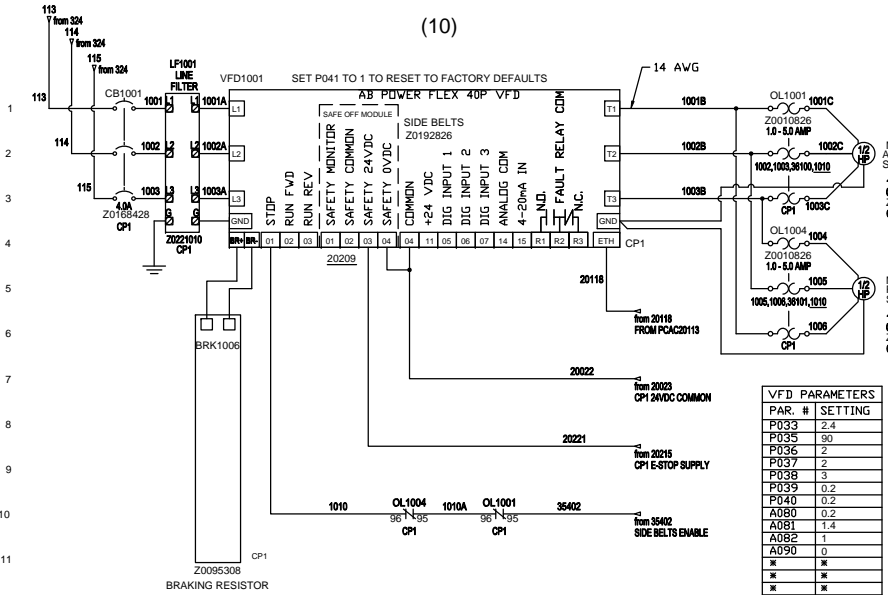 (10)
113
from 324
114
from 324
115
from 324
LF1001
LINE
FILTER
VFD1001
SET P041 TO 1 TO RESET TO FACTORY DEFAULTS
AB POWER FLEX 40P VFD
14 AWG
CB1001
1
113
1001
L1
L1
1001A
L1
2
114
1002
L2
L2
1002A
L2
3
115
1003
L3
L3
1003A
L3
4.0A
Z0168428
CP1
G
G
GND
Z0221010
CP1
SAFE OFF MODULE
SIDE BELTS
Z0192826
STOP
RUN FWD
RUN REV
SAFETY MONITOR
SAFETY COMMON
SAFETY 24VDC
SAFETY 0VDC
COMMON
+24 VDC
DIG INPUT 1
DIG INPUT 2
DIG INPUT 3
ANALOG COM
4-20mA IN
N.O.
FAULT RELAY COM
N.C.
T1
1001B
T2
1002B
T3
1003B
GND
4
BR+
BR-
01
02
03
01
02
03
04
04
11
05
06
07
14
15
R1
R2
R3
ETH
CP1
20209
OL1001
1001C
Z0010826
1.0 - 5.0 AMP
1002C
1002,1003,36100,1010
CP1
1003C
1/2
HP
OL1004
1004
Z0010826
1.0 - 5.0 AMP
1005
1005,1006,36101,1010
1006
CP1
1/2
HP
5
20118
from 20118
FROM PCAC20113
6
BRK1006
7
20022
from 20023
CP1 24VDC COMMON
8
20221
from 20215
CP1 E-STOP SUPPLY
9
10
1010
OL1004
96
95
CP1
1010A
OL1001
96
95
CP1
35402
from 35402
SIDE BELTS ENABLE
11
CP1
Z0095308
BRAKING RESISTOR
VFD PARAMETERS
PAR. # SETTING
P033 2.4
P035 90
P036 2
P037 2
P038 3
P039 0.2
P040 0.2
A080 0.2
A081 1.4
A082 1
A090 0
* *
* *
* *